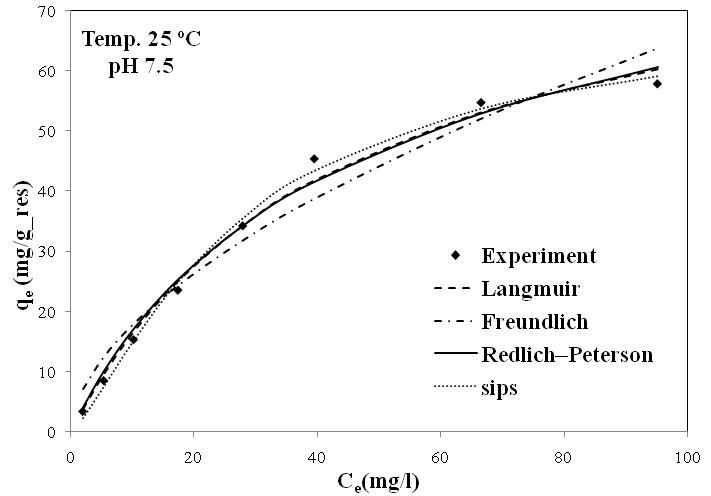 70
60
50
40
30
20
10
0
Temp. 25 ºC
pH 7.5
qe (mg/g_res)
Experiment
Langmuir
Freundlich
Redlich–Peterson
sips
0 20 40 60 80 100
Ce(mg/l)